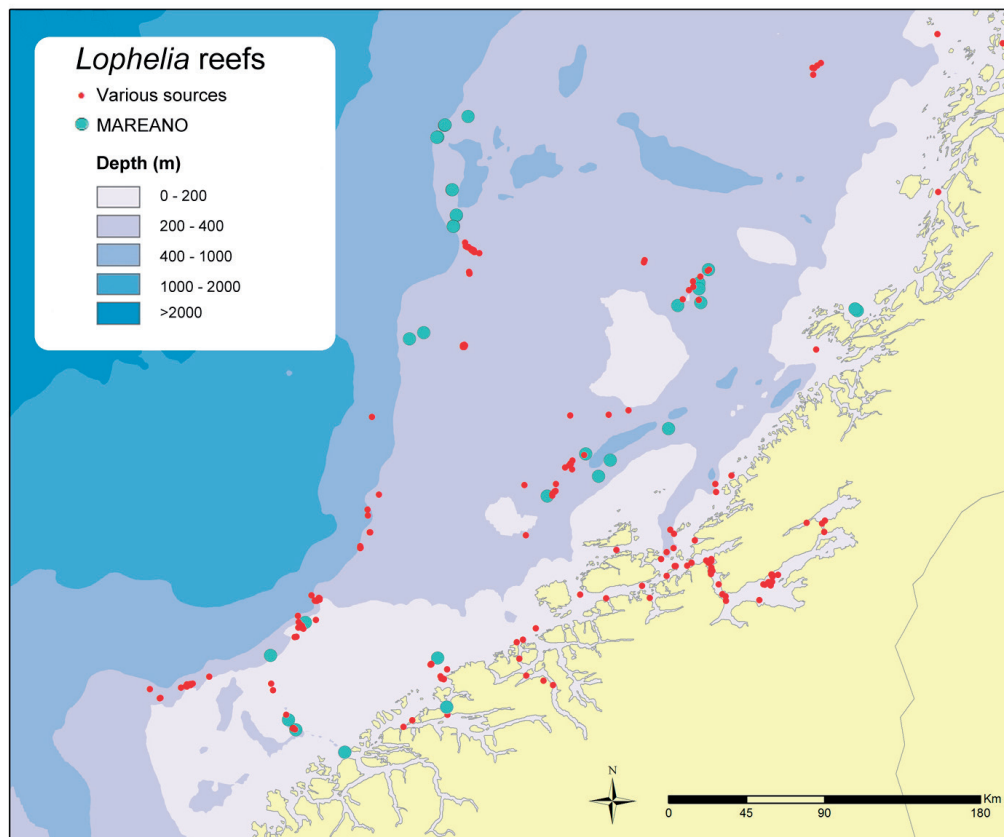 Lophelia reefs
Various sources
MAREANO
Depth (m)
0 - 200
200 - 400
400 - 1000
1000 - 2000
>2000
N
Km
0 45 90 180